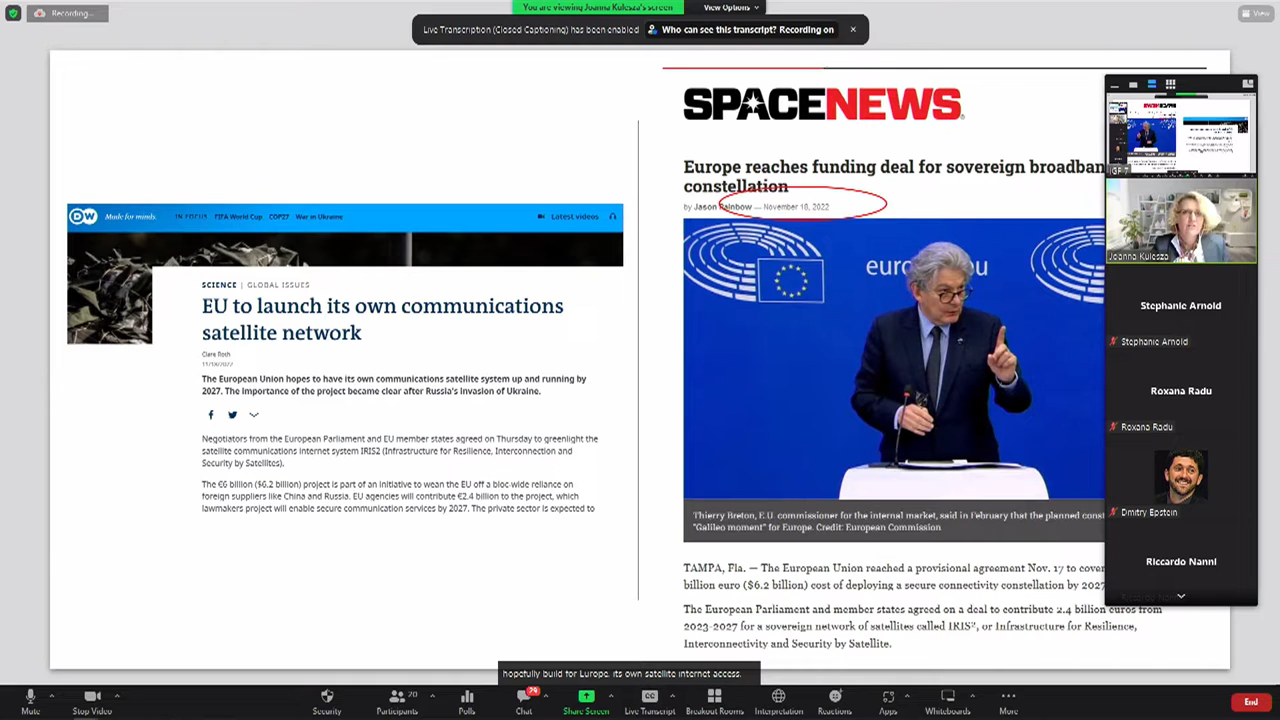 You are viewing Joanna Kulesza's screen
View Options
Recording...
View
Live Transcription (Closed Captioning) has been enabled
Who can see this transcript? Recording on
DW
Made for minds.
IN FOCUS FIFA World Cup COP27 War in Ukraine
Latest videos
SCIENCE | GLOBAL ISSUES
EU to launch its own communications
satellite network
Clare Roth
The European Union hopes to have its own communications satellite system up and running by
2027. The importance of the project became clear after Russia's invasion of Ukraine.
Negotiators from the European Parliament and EU member states agreed on Thursday to greenlight the
satellite communications internet system IRIS2 (Infrastructure for Resilience, Interconnection and
Security by Satellites).
The €6 billion ($6.2 billion) project is part of an initiative to wean the EU off a bloc-wide reliance on
foreign suppliers like China and Russia. EU agencies will contribute €2.4 billion to the project, which
lawmakers project will enable secure communication services by 2027. The private sector is expected to
SPACENEWS
Europe reaches funding deal for sovereign
constellation
by Jason Rainbow — November 18, 2022
Thierry Breton, E.U. commissioner for the internal market, said in February that the planned
"Galileo moment" for Europe. Credit: European Commission
TAMPA, Fla. — The European Union reached a provisional agreement Nov. 17 to
billion euro ($6.2 billion) cost of deploying a secure connectivity constellation by 2027
The European Parliament and member states agreed on a deal to contribute 2.4 billion euros from
2023-2027 for a sovereign network of satellites called IRIS², or Infrastructure for Resilience,
Interconnectivity and Security by Satellite.
IGF 7
Joanna Kulesza
Stephanie Arnold
Stephanie Arnold
Roxana Radu
Roxana Radu
Dmitry Epstein
Riccardo Nanni
hopefully build for Europe, its own satellite internet access.
Mute
Stop Video
Security
Participants 20
Polls
Chat
Share Screen
Live Transcript
Breakout Rooms
Interpretation
Reactions
Apps
Whiteboards
More
End